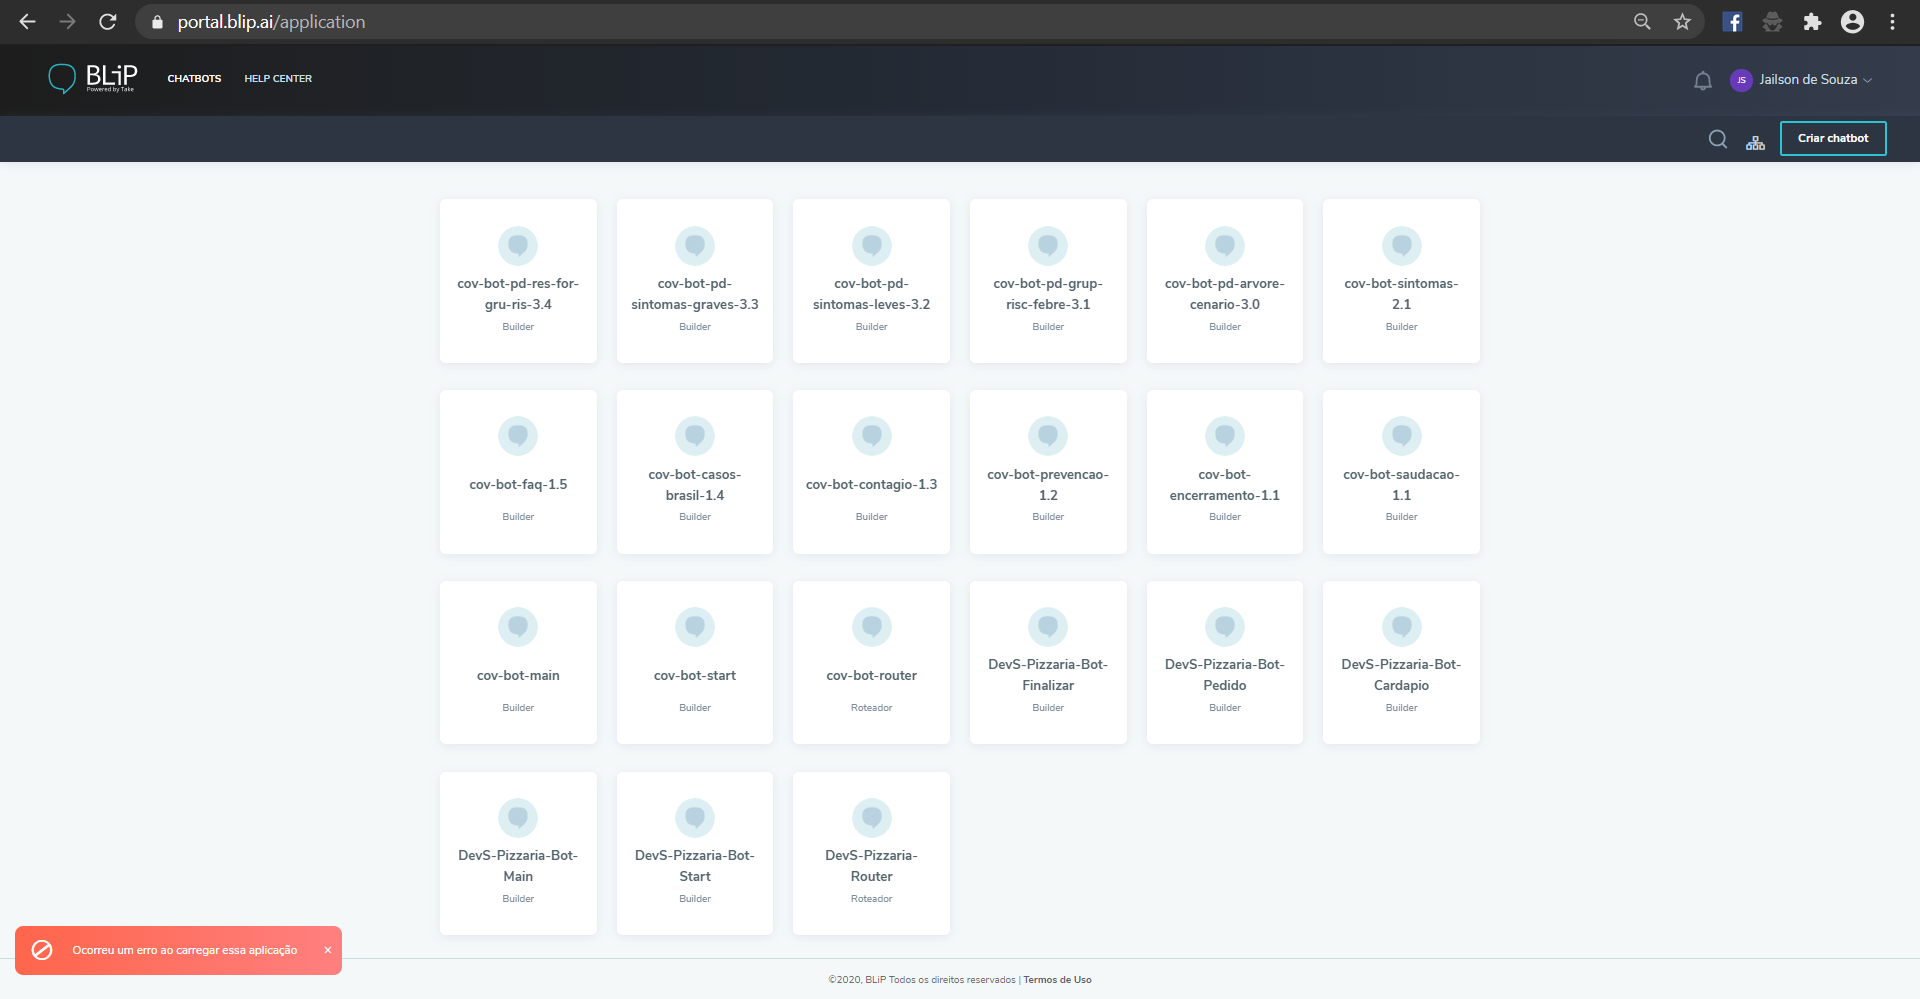 portal.blip.ai/application
BLiP
Powered by Take
CHATBOTS
HELP CENTER
JS
Jailson de Souza
Criar chatbot
cov-bot-pd-res-for-
gru-ris-3.4
Builder
cov-bot-pd-
sintomas-graves-3.3
Builder
cov-bot-pd-
sintomas-leves-3.2
Builder
cov-bot-pd-grup-
risc-febre-3.1
Builder
cov-bot-pd-arvore-
cenario-3.0
Builder
cov-bot-sintomas-
2.1
Builder
cov-bot-faq-1.5
Builder
cov-bot-casos-
brasil-1.4
Builder
cov-bot-contagio-1.3
Builder
cov-bot-prevencao-
1.2
Builder
cov-bot-
encerramento-1.1
Builder
cov-bot-saudacao-
1.1
Builder
cov-bot-main
Builder
cov-bot-start
Builder
cov-bot-router
Roteador
DevS-Pizzaria-Bot-
Finalizar
Builder
DevS-Pizzaria-Bot-
Pedido
Builder
DevS-Pizzaria-Bot-
Cardapio
Builder
DevS-Pizzaria-Bot-
Main
Builder
DevS-Pizzaria-Bot-
Start
Builder
DevS-Pizzaria-
Router
Roteador
Ocorreu um erro ao carregar essa aplicação
©2020, BLiP Todos os direitos reservados | Termos de Uso